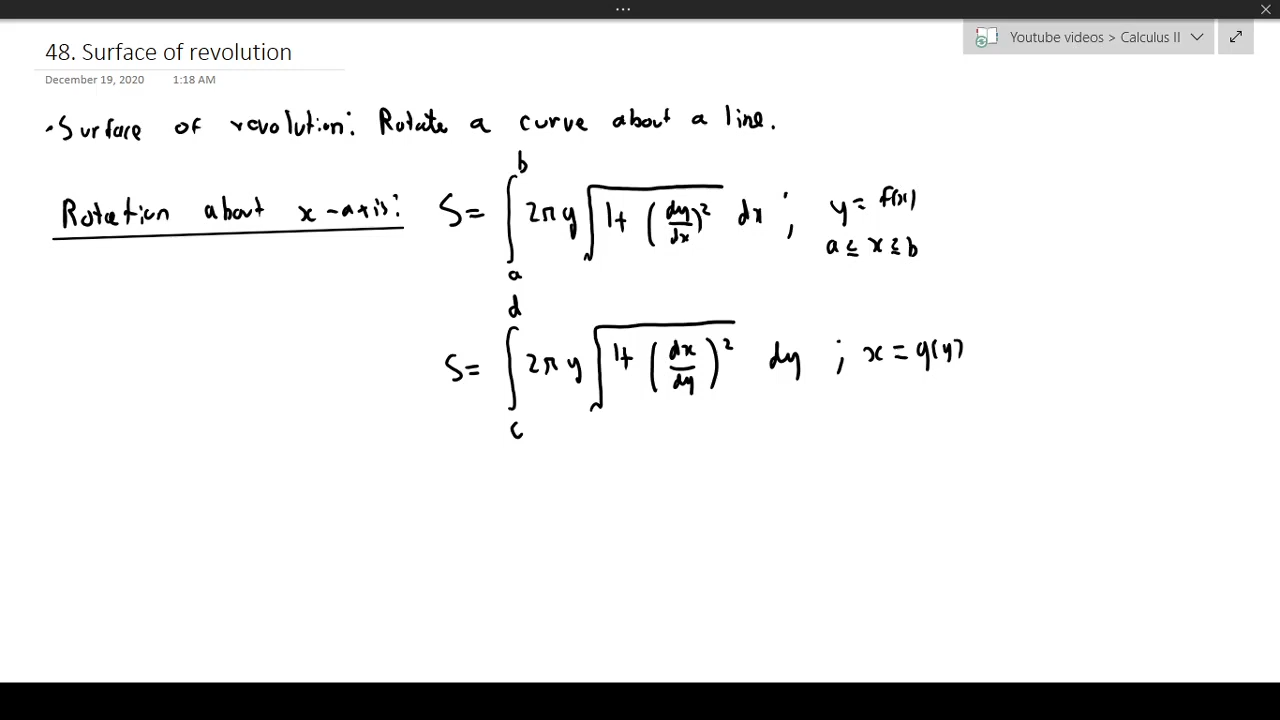 48. Surface of revolution
Youtube videos > Calculus II
December 19, 2020 1:18 AM
• Surface of revolution: Rotate a curve about a line.
Rotation about x-axis: S = ∫_a^b 2πy √(1+(dy/dx)²) dx ; y = f(x)
a ≤ x ≤ b
S = ∫_c^d 2πy √(1+(dx/dy)²) dy ; x = g(y)